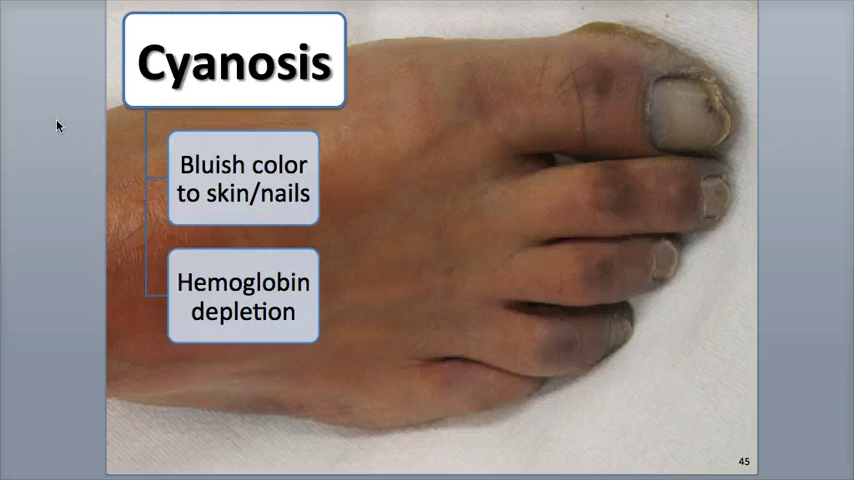 Cyanosis
Bluish color
to skin/nails
Hemoglobin
depletion
45